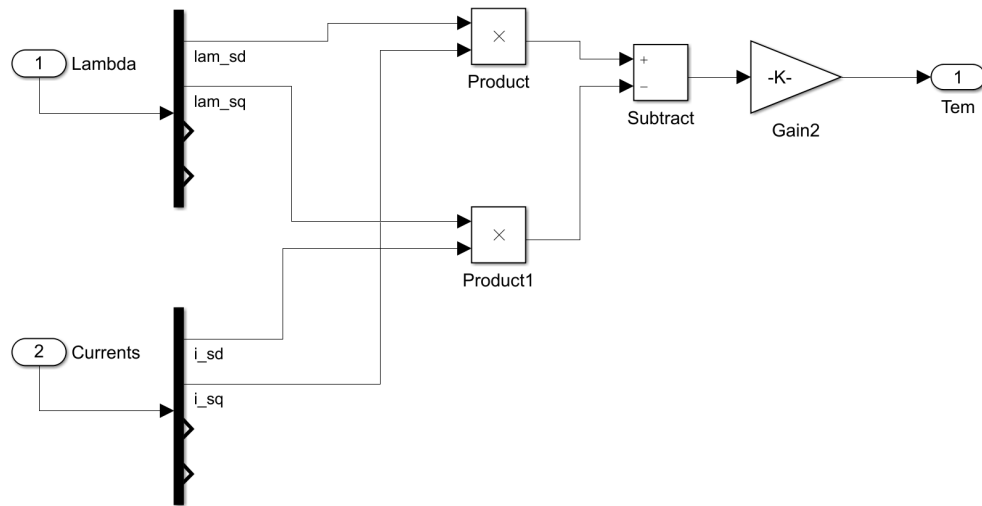 1
Lambda
lam_sd
lam_sq
×
Product
+
−
Subtract
-K-
Gain2
1
Tem
×
Product1
2
Currents
i_sd
i_sq